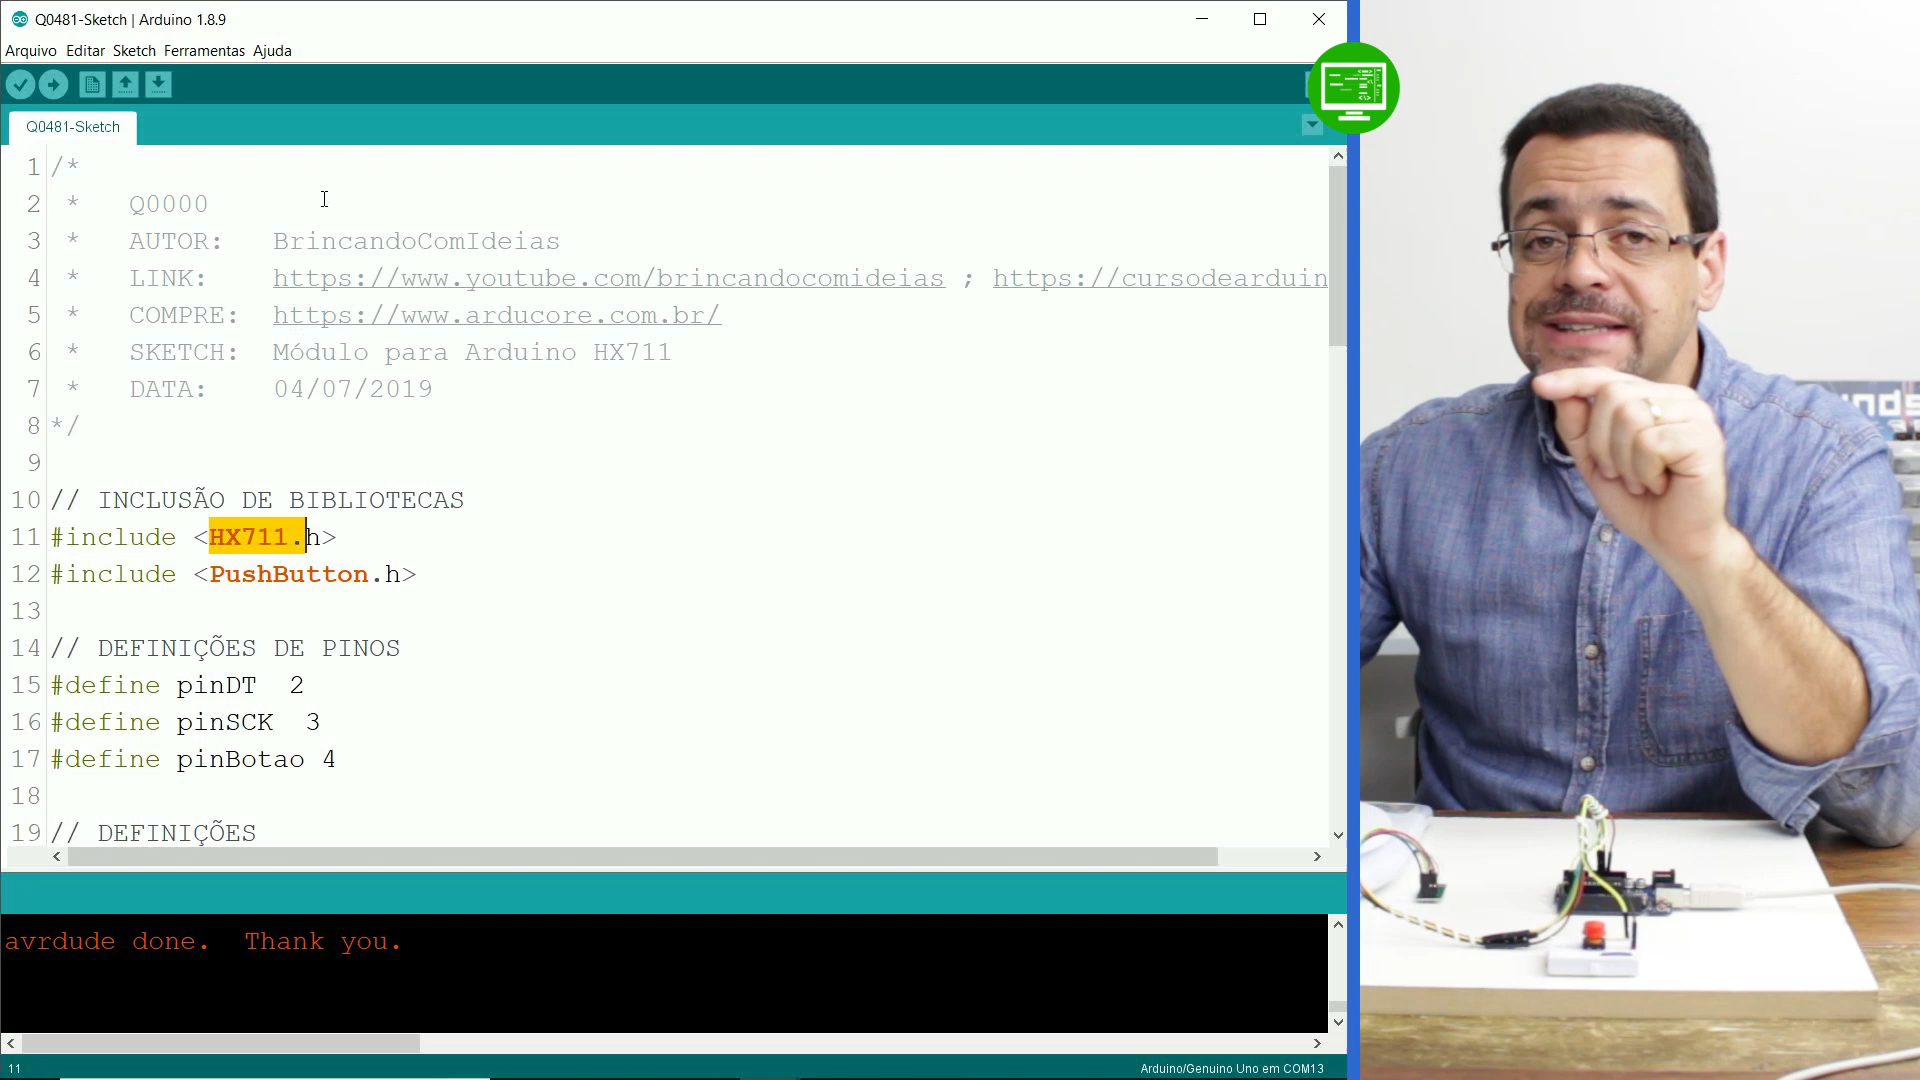 Q0481-Sketch | Arduino 1.8.9
Arquivo Editar Sketch Ferramentas Ajuda
Q0481-Sketch
1 /*
2 * Q0000
3 * AUTOR: BrincandoComIdeias
4 * LINK: https://www.youtube.com/brincandocomideias ; https://cursodearduin
5 * COMPRE: https://www.arducore.com.br/
6 * SKETCH: Módulo para Arduino HX711
7 * DATA: 04/07/2019
8 */
9
10 // INCLUSÃO DE BIBLIOTECAS
11 #include <HX711.h>
12 #include <PushButton.h>
13
14 // DEFINIÇÕES DE PINOS
15 #define pinDT 2
16 #define pinSCK 3
17 #define pinBotao 4
18
19 // DEFINIÇÕES
avrdude done. Thank you.
11
Arduino/Genuino Uno em COM13